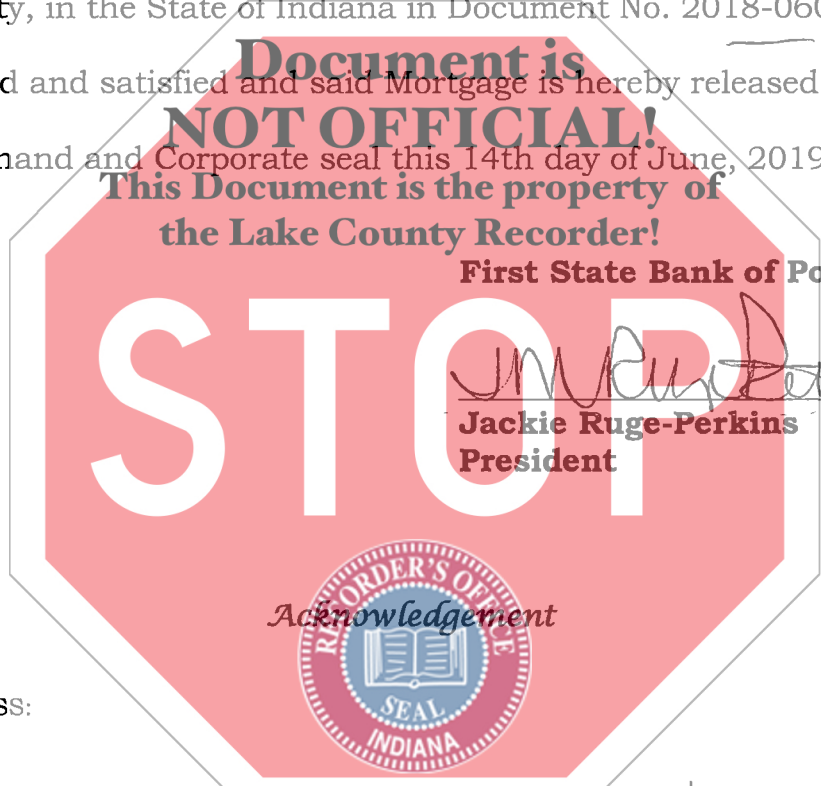 ty, in the State of Indiana in Document No. 2018-060
Document is
d and satisfied and said Mortgage is hereby released
NOT OFFICIAL!
hand and Corporate seal this 14th day of June, 2019
This Document is the property of
the Lake County Recorder!
First State Bank of Po
STOP
Jackie Ruge-Perkins
President
RECORDER'S OFFICE
Acknowledgement
SEAL
INDIANA
ss: